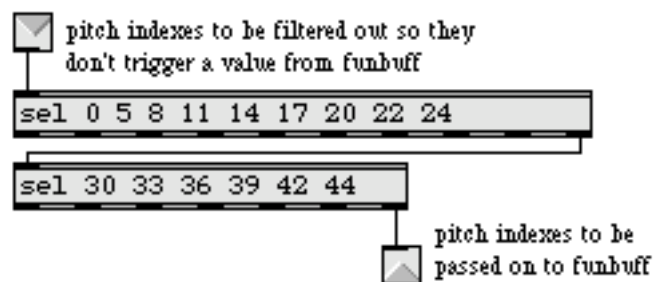 pitch indexes to be filtered out so they
don't trigger a value from funbuff
sel 0 5 8 11 14 17 20 22 24
sel 30 33 36 39 42 44
pitch indexes to be
passed on to funbuff